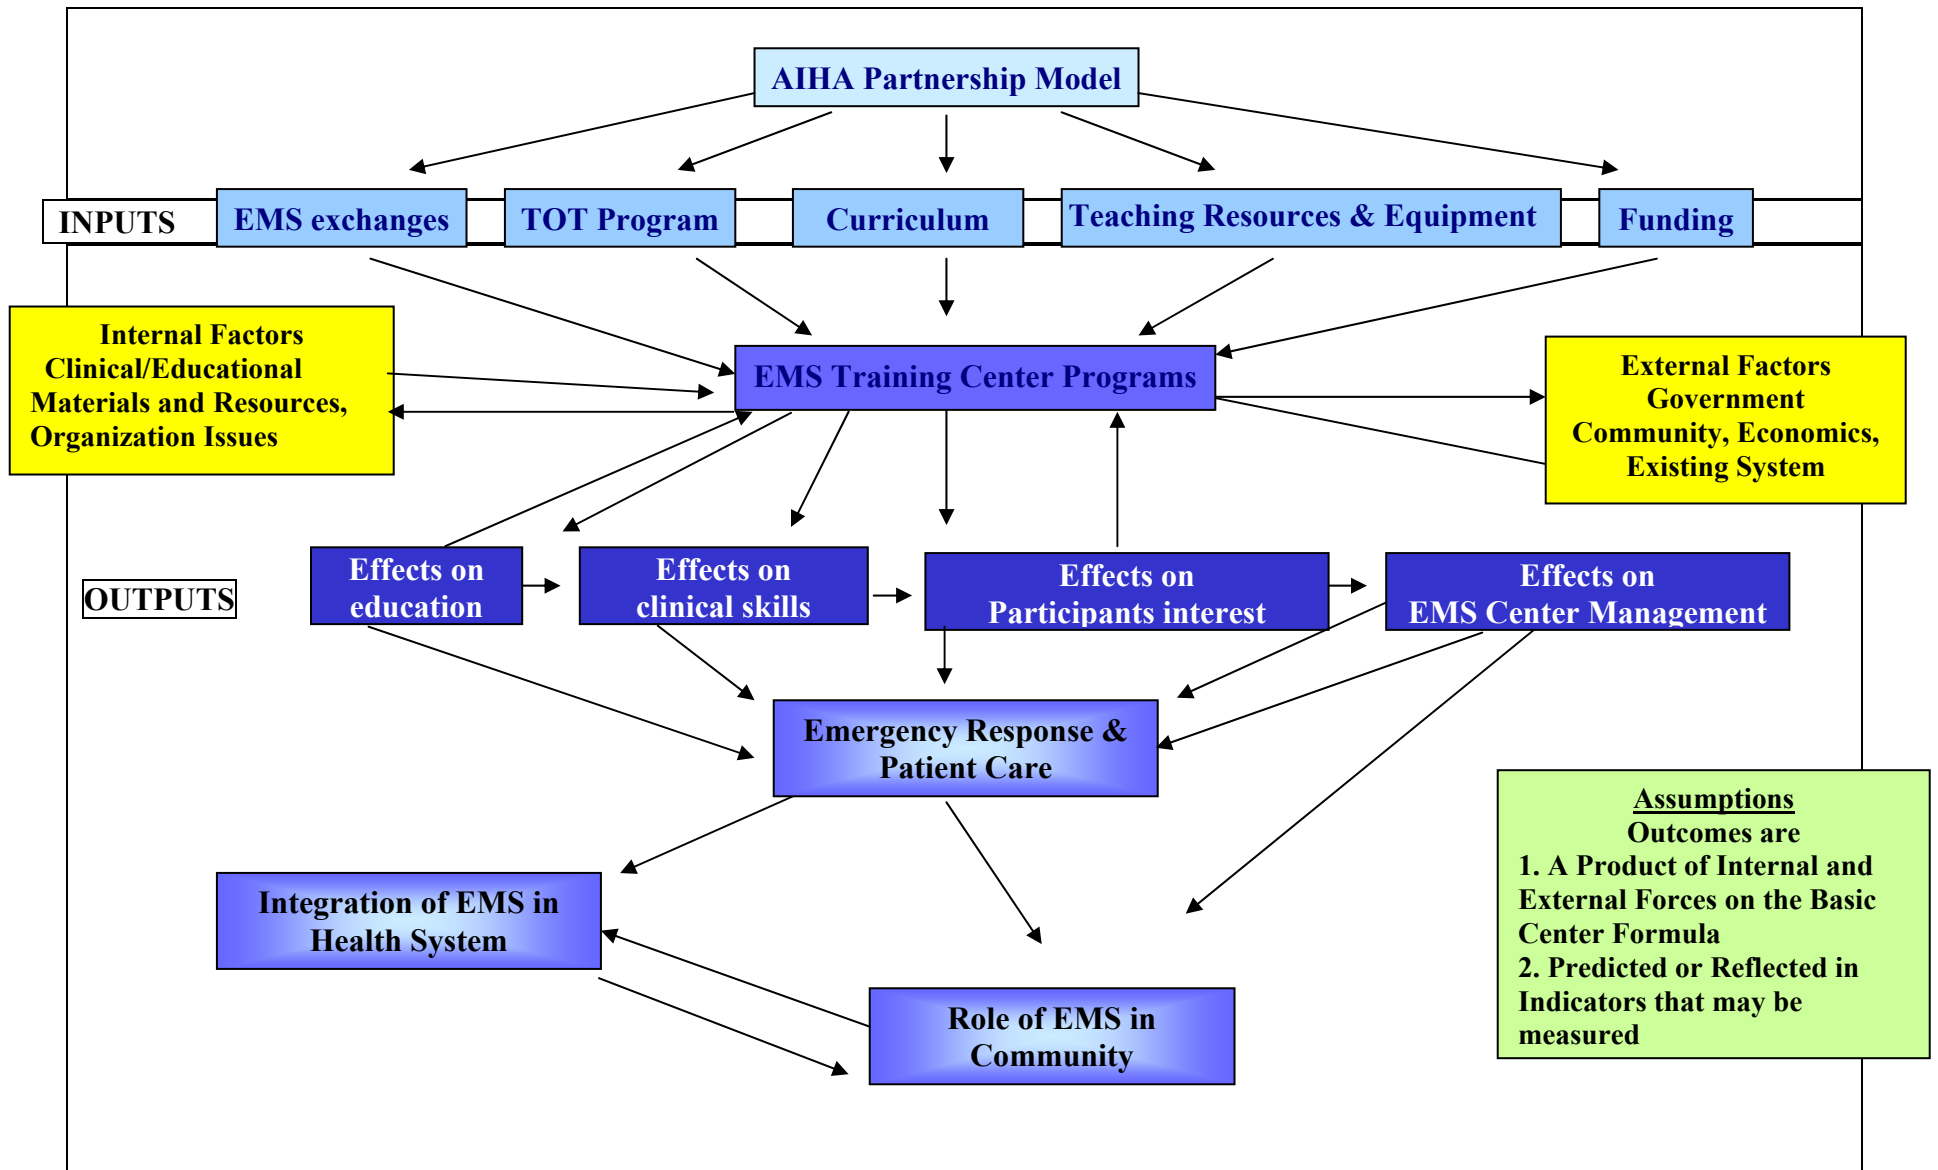 AIHA Partnership Model
INPUTS
EMS exchanges
TOT Program
Curriculum
Teaching Resources & Equipment
Funding
Internal Factors
Clinical/Educational
Materials and Resources,
Organization Issues
EMS Training Center Programs
External Factors
Government
Community, Economics,
Existing System
OUTPUTS
Effects on
education
Effects on
clinical skills
Effects on
Participants interest
Effects on
EMS Center Management
Emergency Response &
Patient Care
Assumptions
Outcomes are
1. A Product of Internal and
External Forces on the Basic
Center Formula
2. Predicted or Reflected in
Indicators that may be
measured
Integration of EMS in
Health System
Role of EMS in
Community